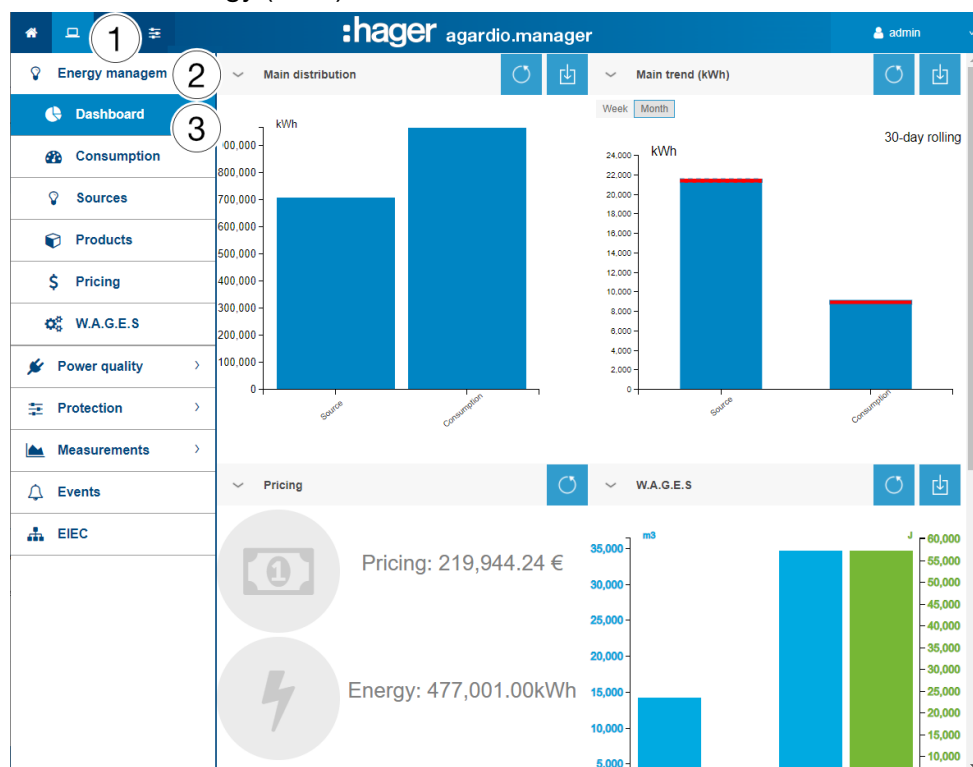 :hager agardio.manager
admin
1
Energy managem
2
Dashboard
3
Consumption
Sources
Products
Pricing
W.A.G.E.S
Power quality
Protection
Measurements
Events
EIEC
Main distribution
kWh
00,000
800,000
700,000
600,000
500,000
400,000
300,000
200,000
100,000
0
Source
Consumption
Main trend (kWh)
Week Month
30-day rolling
kWh
24,000
22,000
20,000
18,000
16,000
14,000
12,000
10,000
8,000
6,000
4,000
2,000
0
Source
Consumption
Pricing
1
Pricing: 219,944.24 €
Energy: 477,001.00kWh
W.A.G.E.S
m3
35,000
30,000
25,000
20,000
15,000
10,000
5,000
J
60,000
55,000
50,000
45,000
40,000
35,000
30,000
25,000
20,000
15,000
10,000